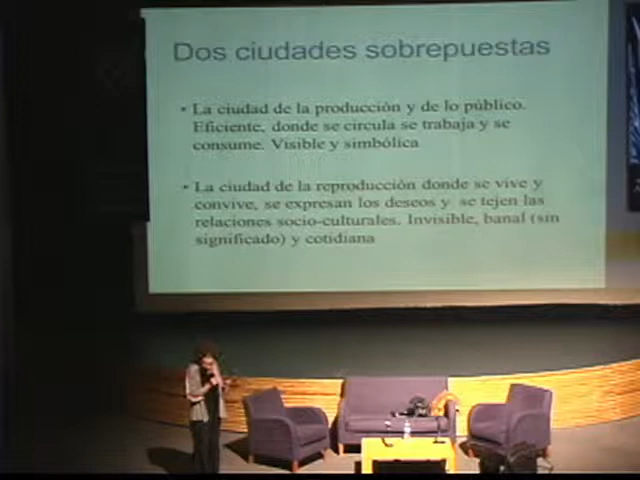 Dos ciudades sobrepuestas
• La ciudad de la producción y de lo público.
Eficiente, donde se circula se trabaja y se
consume. Visible y simbólica
• La ciudad de la reproducción donde se vive y
convive, se expresan los deseos y se tejen las
relaciones socio-culturales. Invisible, banal (sin
significado) y cotidiana